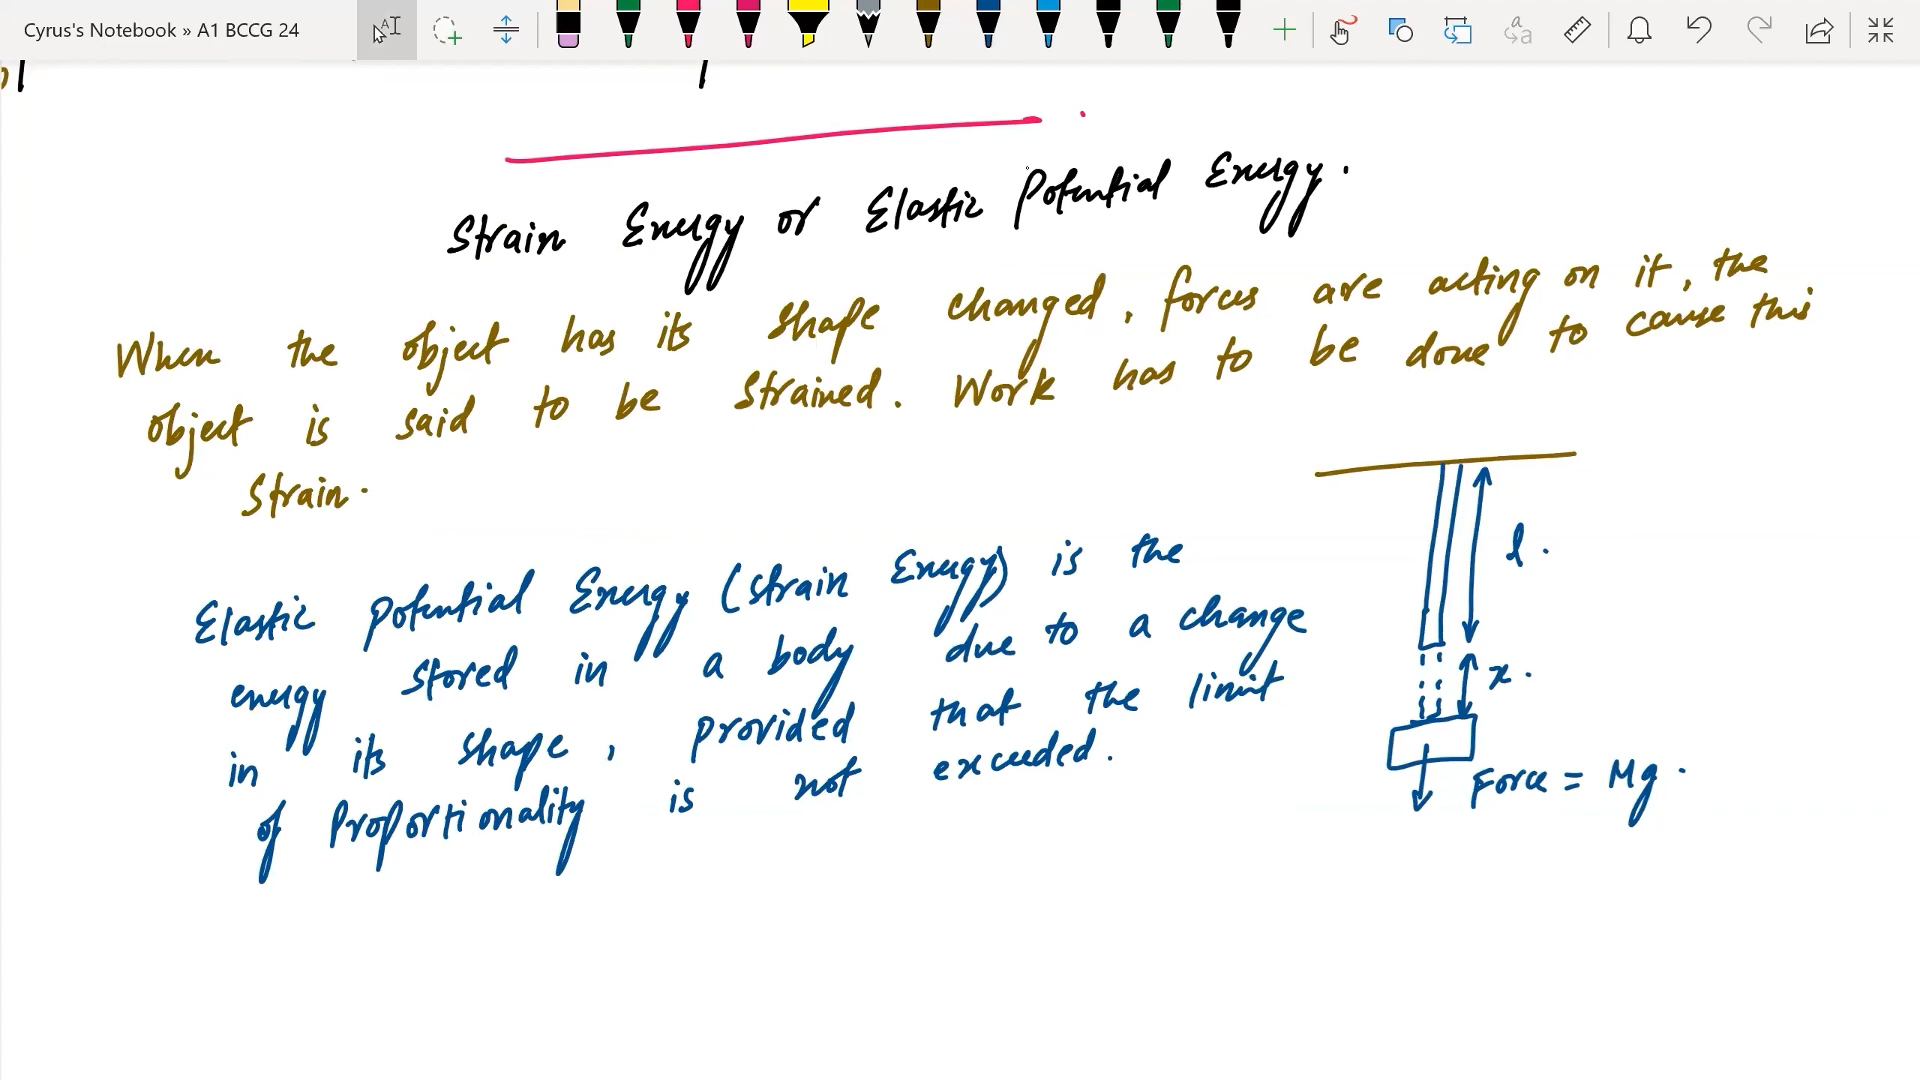 Cyrus's Notebook » A1 BCCG 24
Strain Energy or Elastic Potential Energy.
When the object has its shape changed, forces are acting on it, the
object is said to be strained. Work has to be done to cause this
strain.
Elastic potential Energy (strain Energy) is the
energy stored in a body due to a change
in its shape, provided that the limit
of proportionality is not exceeded.
l.
x.
Force = Mg.